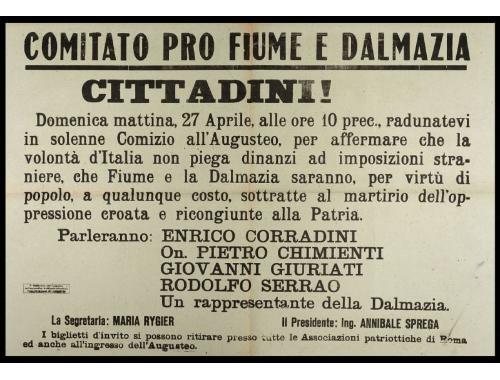 COMITATO PRO FIUME E DALMAZIA
CITTADINI!
Domenica mattina, 27 Aprile, alle ore 10 prec., radunatevi
in solenne Comizio all'Augusteo, per affermare che la
volontà d'Italia non piega dinanzi ad imposizioni stra-
niere, che Fiume e la Dalmazia saranno, per virtù di
popolo, a qualunque costo, sottratte al martirio dell'op-
pressione croata e ricongiunte alla Patria.
Parleranno: ENRICO CORRADINI
On. PIETRO CHIMIENTI
GIOVANNI GIURIATI
RODOLFO SERRAO
Un rappresentante della Dalmazia.
La Segretaria: MARIA RYGIER
Il Presidente: Ing. ANNIBALE SPREGA
I biglietti d'invito si possono ritirare presso tutte le Associazioni patriottiche di Roma
ed anche all'ingresso dell'Augusteo.